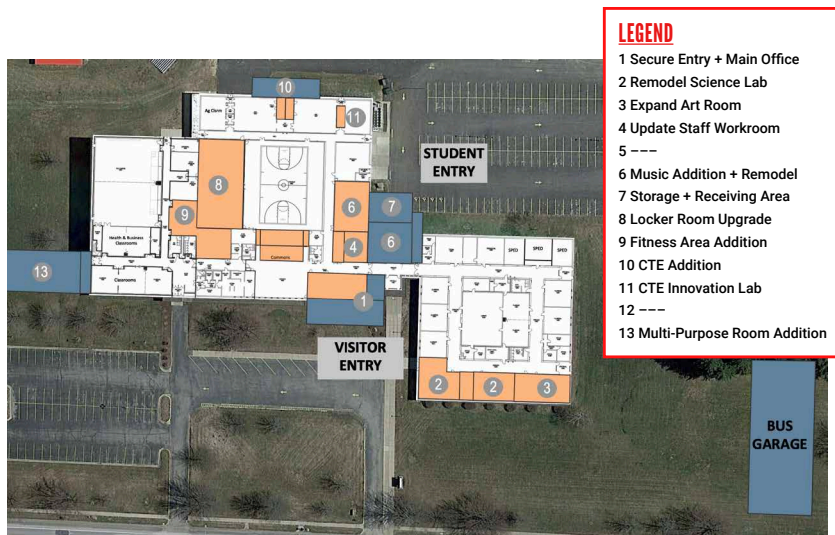 LEGEND
1 Secure Entry + Main Office
2 Remodel Science Lab
3 Expand Art Room
4 Update Staff Workroom
5 ---
6 Music Addition + Remodel
7 Storage + Receiving Area
8 Locker Room Upgrade
9 Fitness Area Addition
10 CTE Addition
11 CTE Innovation Lab
12 ---
13 Multi-Purpose Room Addition
10
Ag Clsrm
11
STUDENT
ENTRY
8
6
7
9
6
4
Health & Business
Classrooms
Commons
SPED
SPED
SPED
13
Classrooms
1
VISITOR
ENTRY
2
2
3
BUS
GARAGE